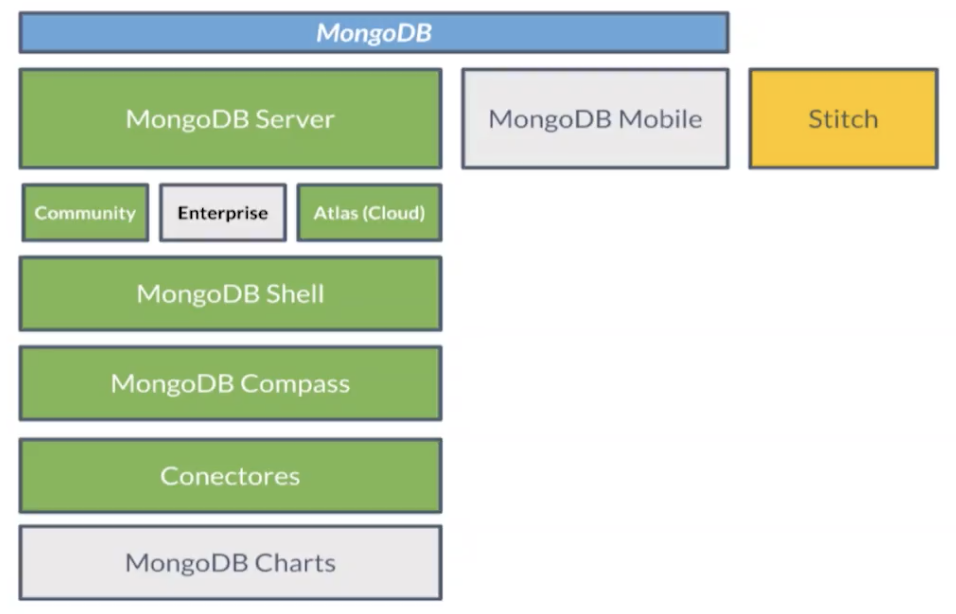 MongoDB
MongoDB Server
MongoDB Mobile
Stitch
Community
Enterprise
Atlas (Cloud)
MongoDB Shell
MongoDB Compass
Conectores
MongoDB Charts